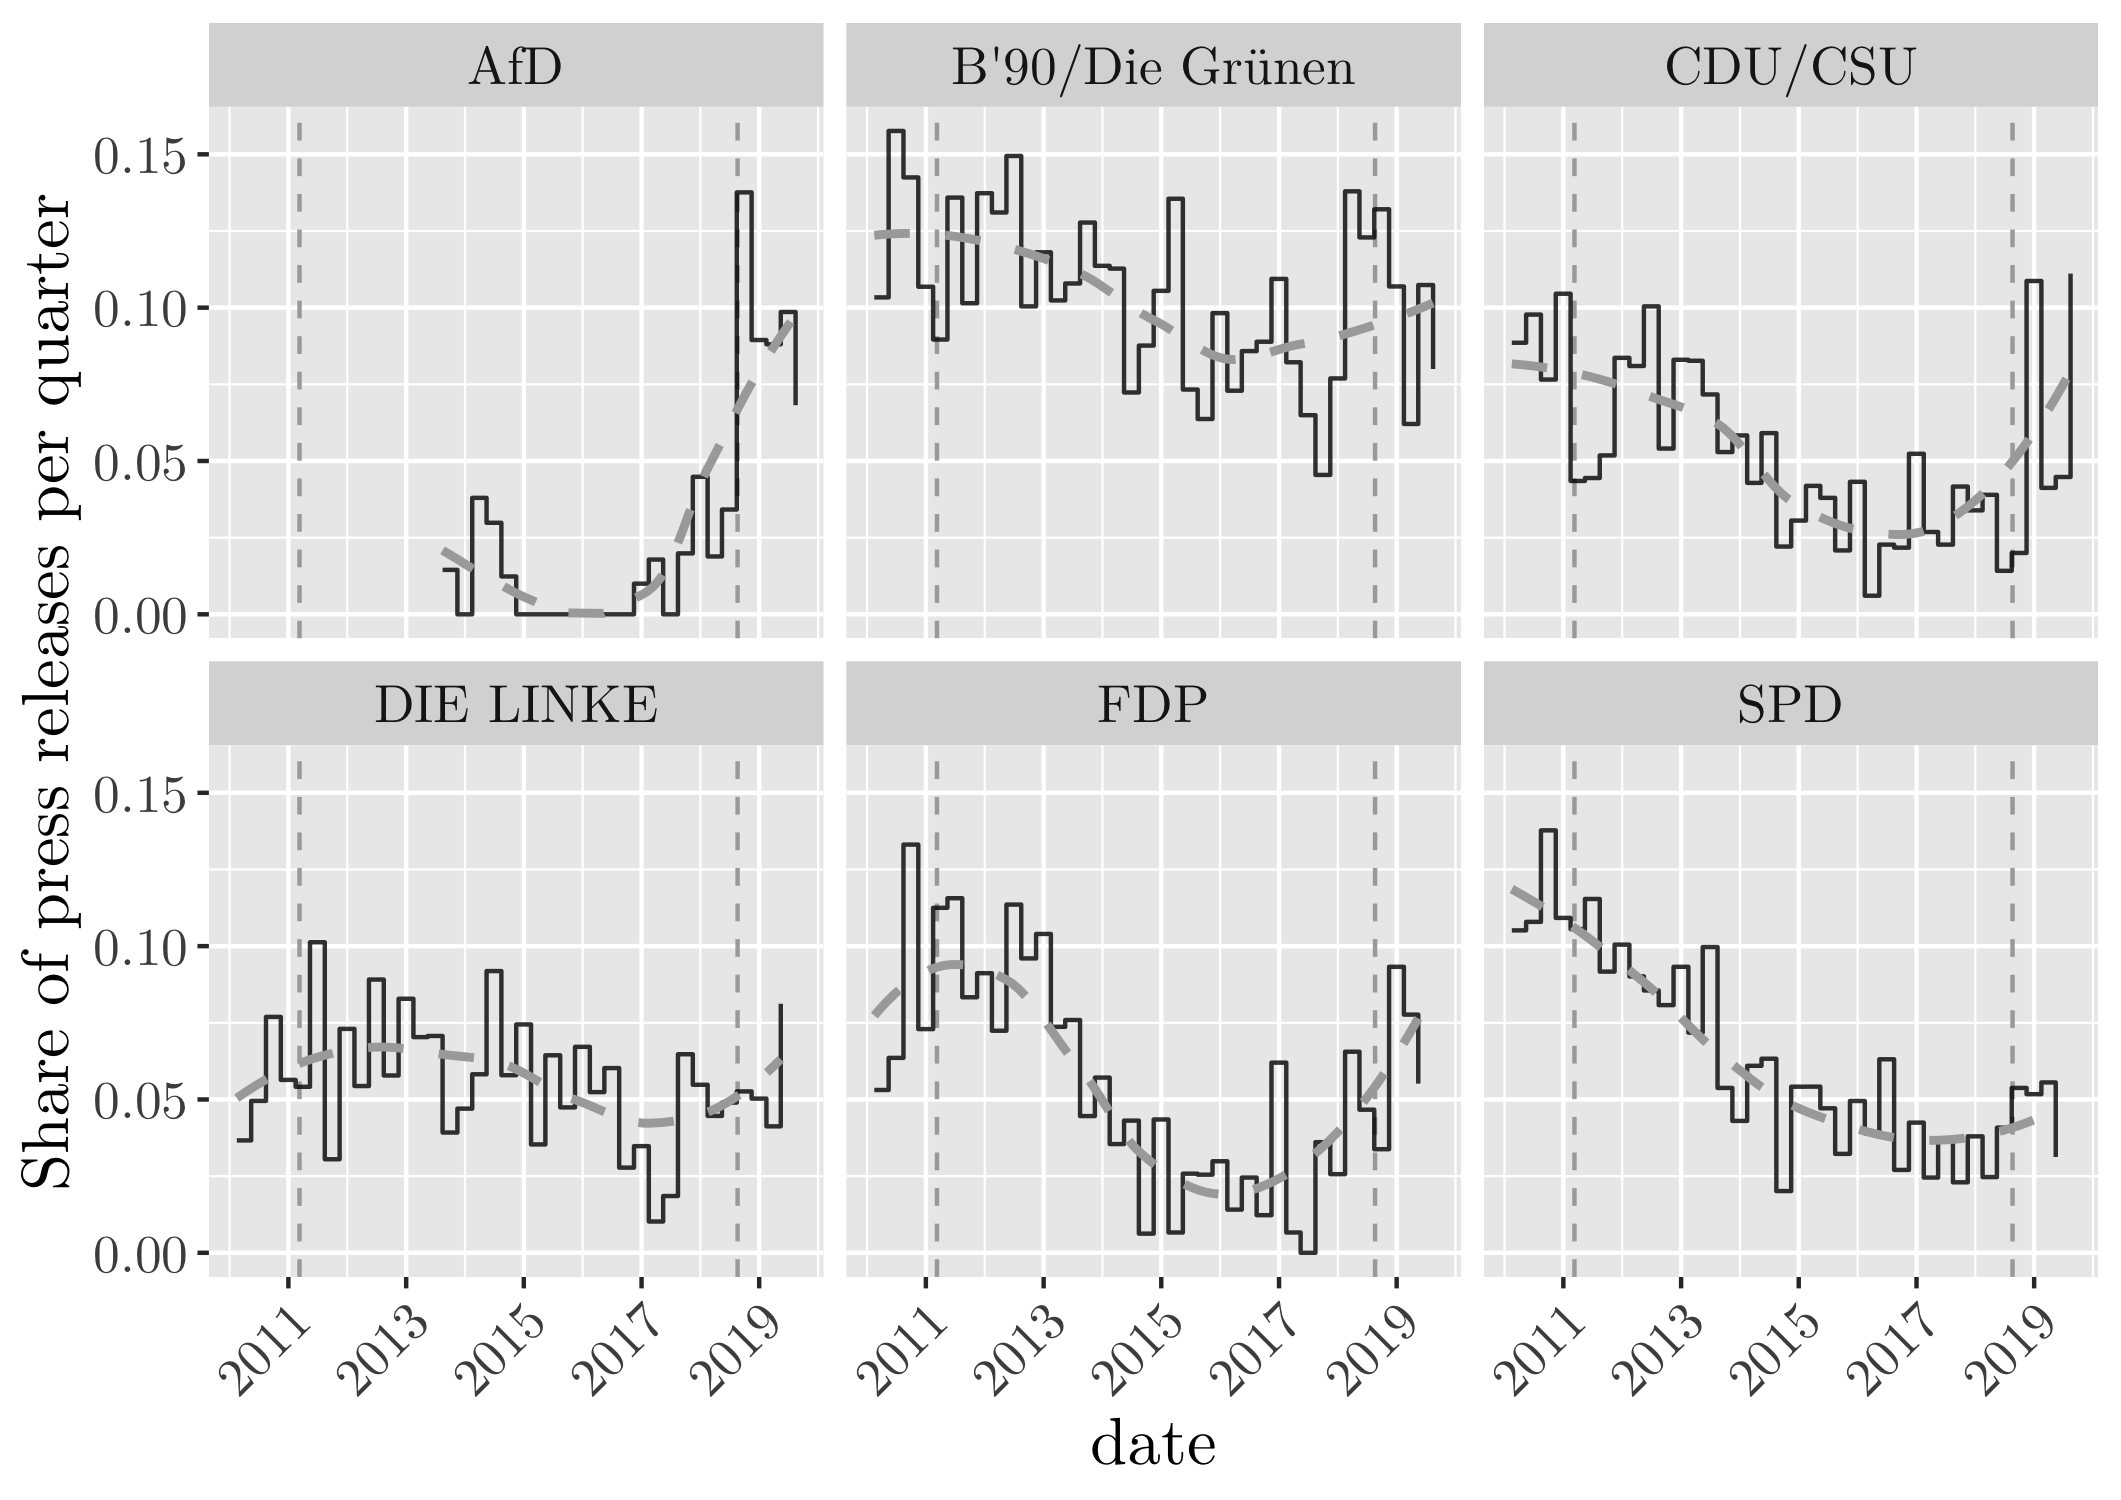 AfD
B'90/Die Grünen
CDU/CSU
0.15
0.10
0.05
0.00
DIE LINKE
FDP
SPD
0.15
0.10
0.05
0.00
2011 2013 2015 2017 2019
2011 2013 2015 2017 2019
2011 2013 2015 2017 2019
date
Share of press releases per quarter